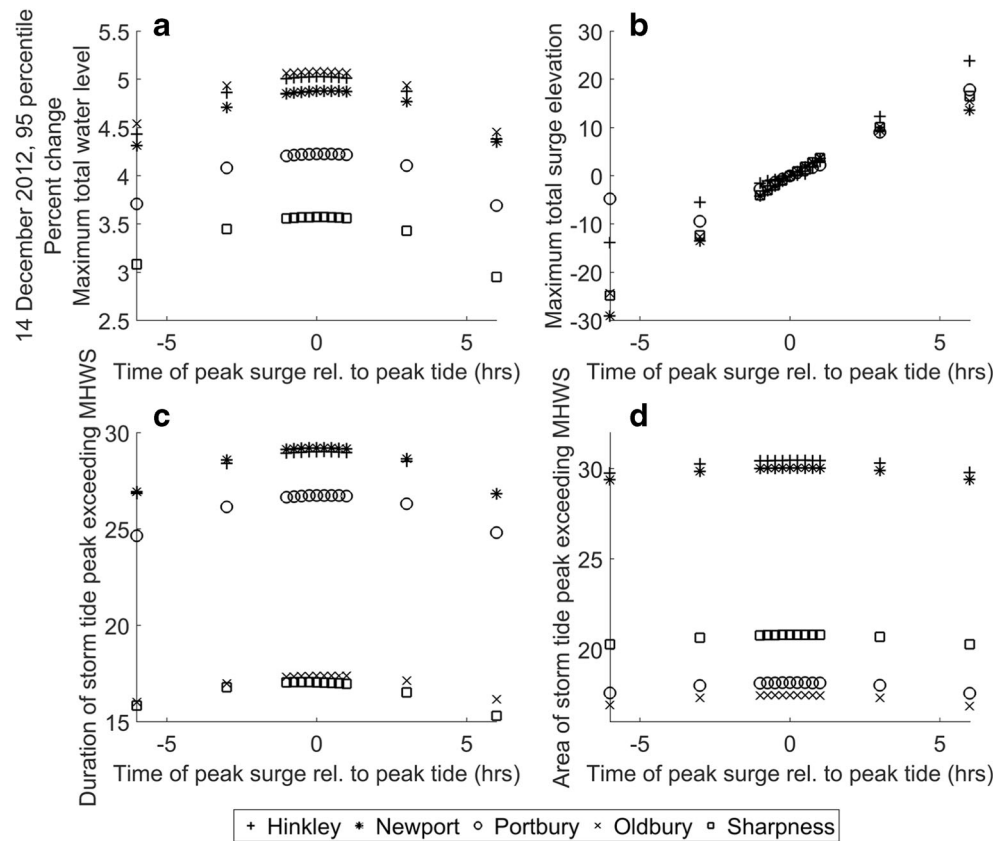 a
14 December 2012, 95 percentile
Percent change
Maximum total water level
5.5
5
4.5
4
3.5
3
2.5
-5
0
5
Time of peak surge rel. to peak tide (hrs)
b
Maximum total surge elevation
30
20
10
0
-10
-20
-30
-5
0
5
Time of peak surge rel. to peak tide (hrs)
c
Duration of storm tide peak exceeding MHWS
30
25
20
15
-5
0
5
Time of peak surge rel. to peak tide (hrs)
d
Area of storm tide peak exceeding MHWS
30
25
20
-5
0
5
Time of peak surge rel. to peak tide (hrs)
+ Hinkley * Newport ○ Portbury × Oldbury □ Sharpness